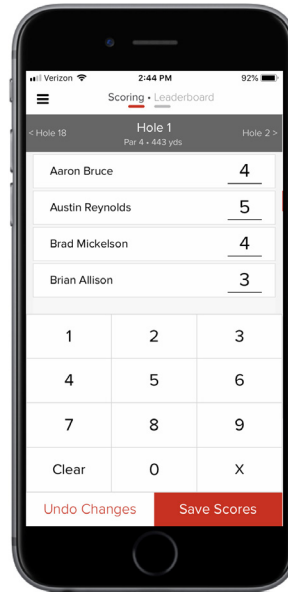 Verizon 2:44 PM 92%
Scoring • Leaderboard
< Hole 18 Hole 1 Hole 2 >
Par 4 • 443 yds
Aaron Bruce 4
Austin Reynolds 5
Brad Mickelson 4
Brian Allison 3
1 2 3
4 5 6
7 8 9
Clear 0 X
Undo Changes Save Scores